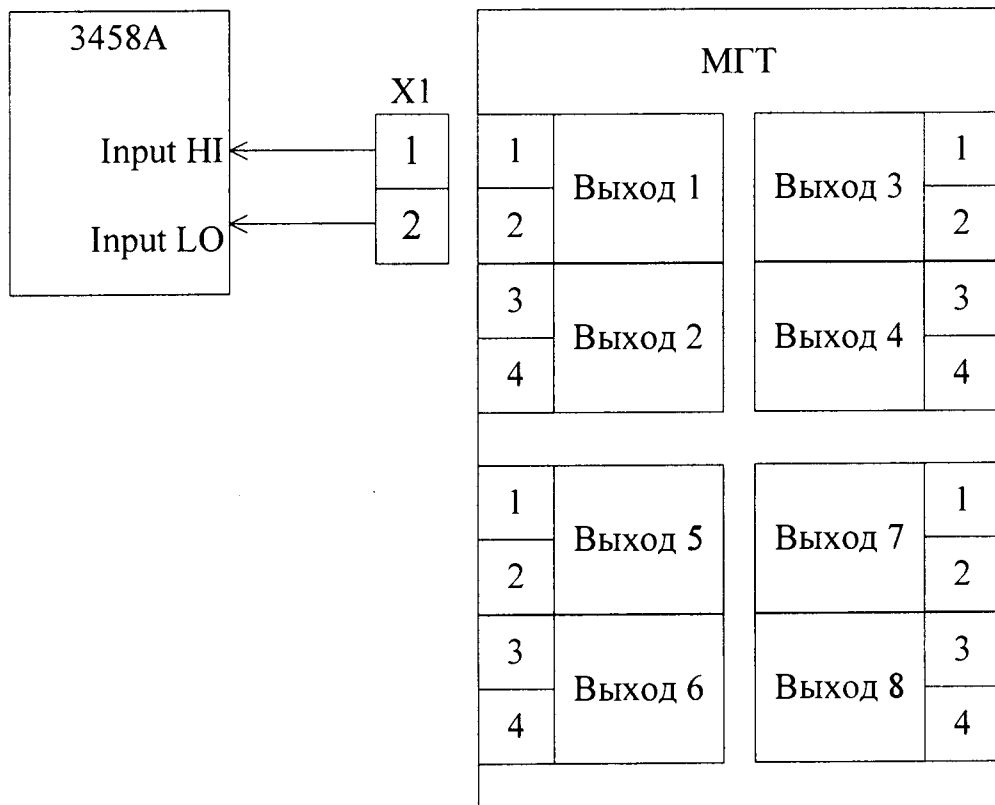 3458A
Input HI
Input LO
X1
1
2
МГТ
1
2
Выход 1
3
4
Выход 2
Выход 3
1
2
Выход 4
3
4
1
2
Выход 5
3
4
Выход 6
Выход 7
1
2
Выход 8
3
4